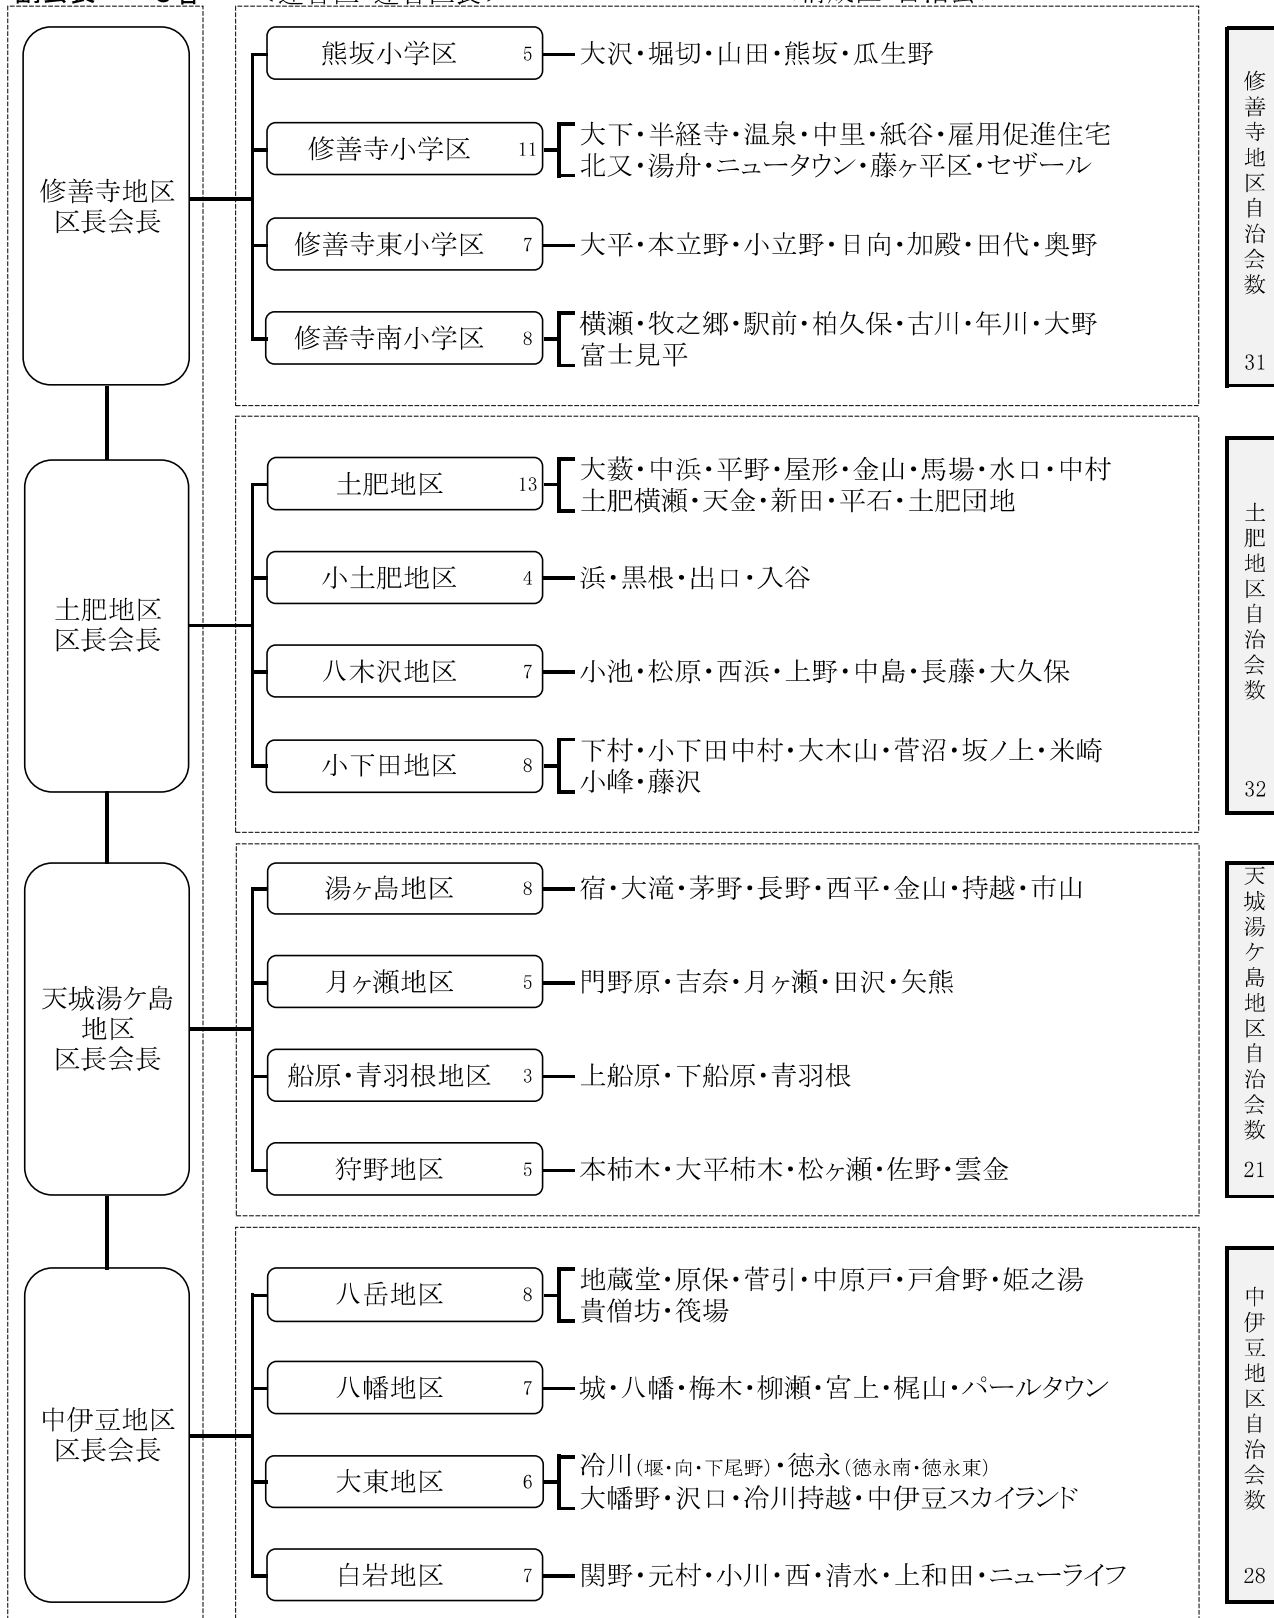 修善寺地区
区長会長
熊坂小学区 5
大沢・堀切・山田・熊坂・瓜生野
修善寺小学区 11
大下・半経寺・温泉・中里・紙谷・雇用促進住宅
北又・湯舟・ニュータウン・藤ヶ平区・セザール
修善寺東小学区 7
大平・本立野・小立野・日向・加殿・田代・奥野
修善寺南小学区 8
横瀬・牧之郷・駅前・柏久保・古川・年川・大野
富士見平
修善寺地区自治会数
31
土肥地区
区長会長
土肥地区 13
大薮・中浜・平野・屋形・金山・馬場・水口・中村
土肥横瀬・天金・新田・平石・土肥団地
小土肥地区 4
浜・黒根・出口・入谷
八木沢地区 7
小池・松原・西浜・上野・中島・長藤・大久保
小下田地区 8
下村・小下田中村・大木山・菅沼・坂ノ上・米崎
小峰・藤沢
土肥地区自治会数
32
天城湯ケ島
地区
区長会長
湯ヶ島地区 8
宿・大滝・茅野・長野・西平・金山・持越・市山
月ヶ瀬地区 5
門野原・吉奈・月ヶ瀬・田沢・矢熊
船原・青羽根地区 3
上船原・下船原・青羽根
狩野地区 5
本柿木・大平柿木・松ヶ瀬・佐野・雲金
天城湯ケ島地区自治会数
21
中伊豆地区
区長会長
八岳地区 8
地蔵堂・原保・菅引・中原戸・戸倉野・姫之湯
貴僧坊・筏場
八幡地区 7
城・八幡・梅木・柳瀬・宮上・梶山・パールタウン
大東地区 6
冷川(堰・向・下尾野)・徳永(徳永南・徳永東)
大幡野・沢口・冷川持越・中伊豆スカイランド
白岩地区 7
関野・元村・小川・西・清水・上和田・ニューライフ
中伊豆地区自治会数
28